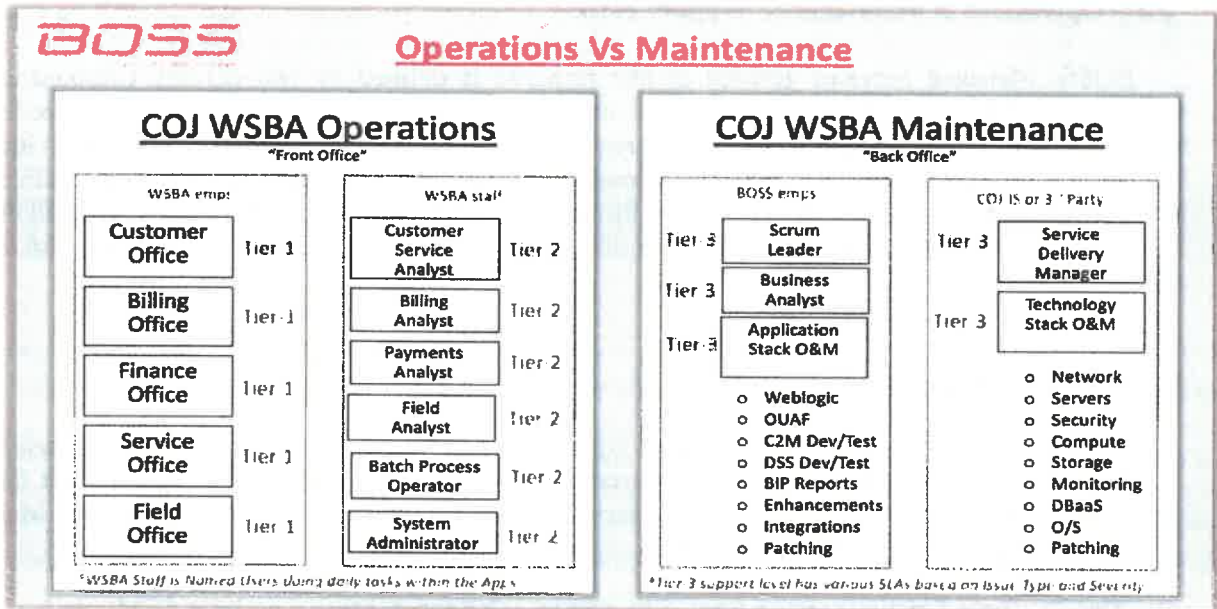 BOSS
Operations Vs Maintenance
COJ WSBA Operations
"Front Office"
WSBA emps
Customer
Office
Tier 1
Billing
Office
Tier 1
Finance
Office
Tier 1
Service
Office
Tier 1
Field
Office
Tier 1
WSBA staff
Customer
Service
Analyst
Tier 2
Billing
Analyst
Tier 2
Payments
Analyst
Tier 2
Field
Analyst
Tier 2
Batch Process
Operator
Tier 2
System
Administrator
Tier 2
*WSBA Staff is Named Users doing daily tasks within the Apps
COJ WSBA Maintenance
"Back Office"
BOSS emps
Tier 3
Scrum
Leader
Tier 3
Business
Analyst
Tier 3
Application
Stack O&M
o Weblogic
o OUAF
o C2M Dev/Test
o DSS Dev/Test
o BIP Reports
o Enhancements
o Integrations
o Patching
COJ IS or 3 Party
Tier 3
Service
Delivery
Manager
Tier 3
Technology
Stack O&M
o Network
o Servers
o Security
o Compute
o Storage
o Monitoring
o DBaaS
o O/S
o Patching
*Tier 3 support level has various SLAs based on Issue Type and Severity